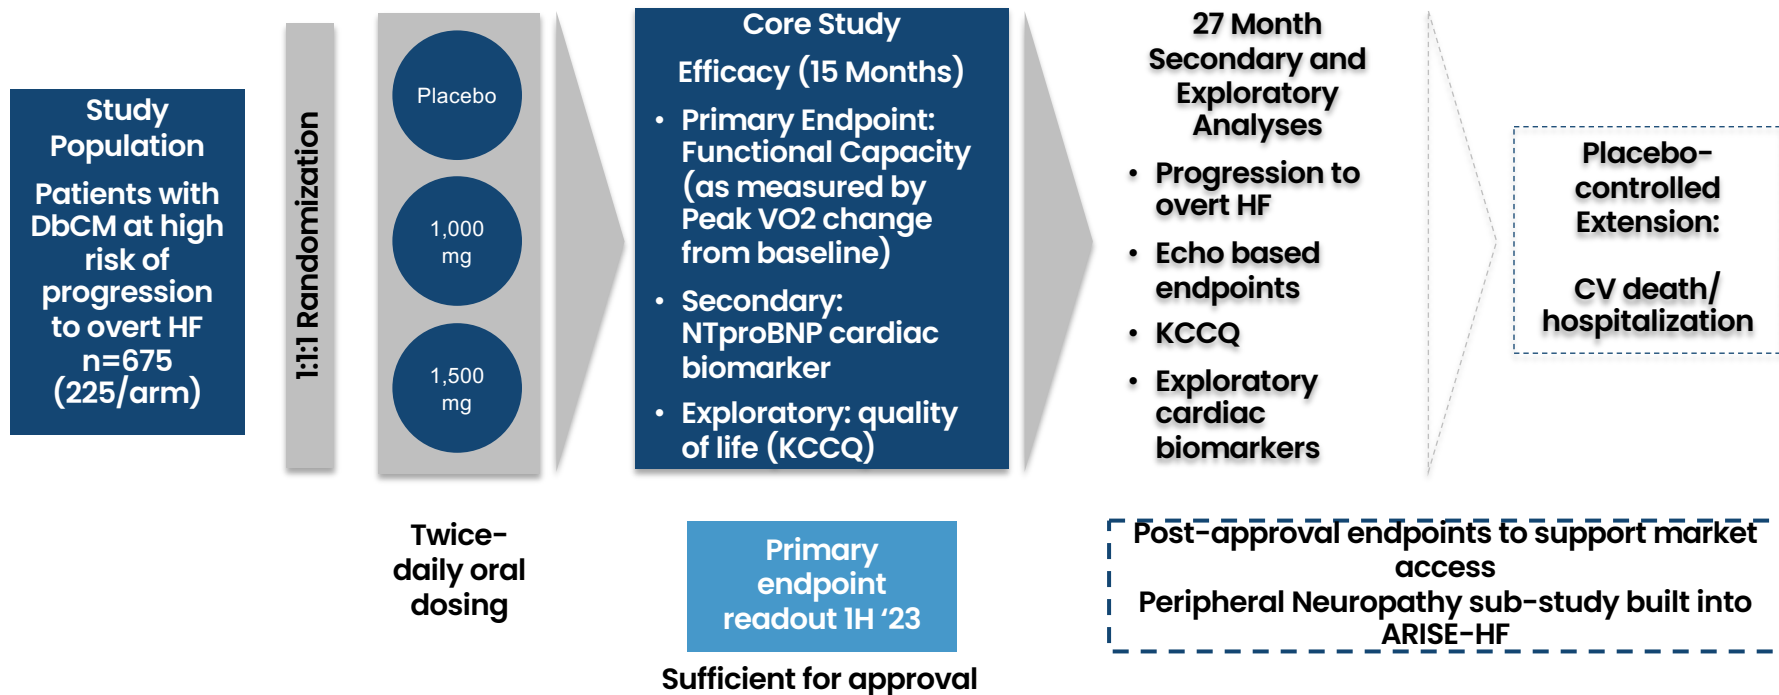 Study
Population
Patients with
DbCM at high
risk of
progression
to overt HF
n=675
(225/arm)
1:1:1 Randomization
Placebo
1,000
mg
1,500
mg
Twice-
daily oral
dosing
Core Study
Efficacy (15 Months)
• Primary Endpoint:
Functional Capacity
(as measured by
Peak VO2 change
from baseline)
• Secondary:
NTproBNP cardiac
biomarker
• Exploratory: quality
of life (KCCQ)
Primary
endpoint
readout 1H ‘23
Sufficient for approval
27 Month
Secondary and
Exploratory
Analyses
• Progression to
overt HF
• Echo based
endpoints
• KCCQ
• Exploratory
cardiac
biomarkers
Placebo-
controlled
Extension:
CV death/
hospitalization
Post-approval endpoints to support market
access
Peripheral Neuropathy sub-study built into
ARISE-HF